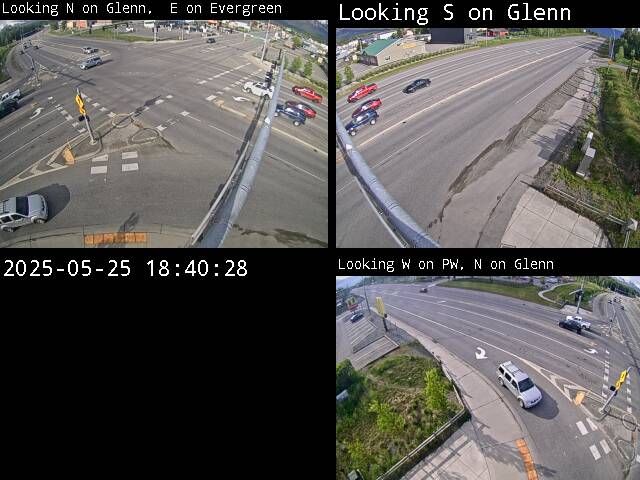 Looking N on Glenn,  E on Evergreen
Looking S on Glenn
2025-05-25 18:40:28
Looking W on PW, N on Glenn